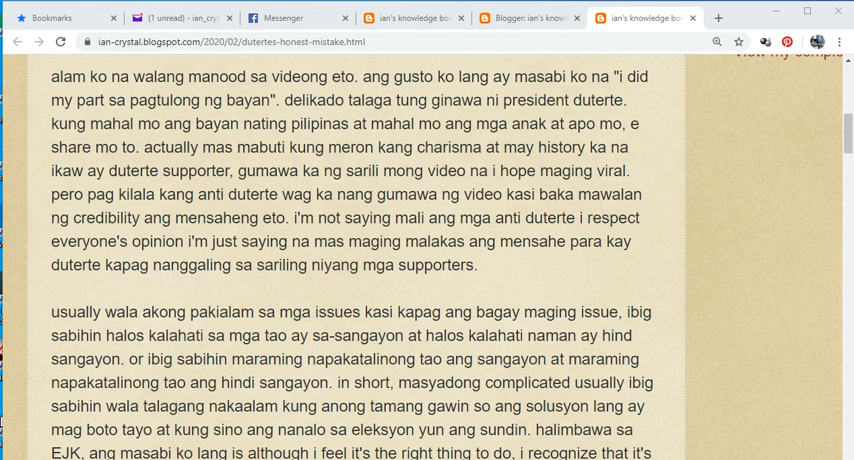 Bookmarks
(1 unread) - ian_crys
Messenger
ian's knowledge bo
Blogger: ian's knowl
ian's knowledge bo
ian-crystal.blogspot.com/2020/02/dutertes-honest-mistake.html
view my comple
alam ko na walang manood sa videong eto. ang gusto ko lang ay masabi ko na "i did
my part sa pagtulong ng bayan". delikado talaga tung ginawa ni president duterte.
kung mahal mo ang bayan nating pilipinas at mahal mo ang mga anak at apo mo, e
share mo to. actually mas mabuti kung meron kang charisma at may history ka na
ikaw ay duterte supporter, gumawa ka ng sarili mong video na i hope maging viral.
pero pag kilala kang anti duterte wag ka nang gumawa ng video kasi baka mawalan
ng credibility ang mensaheng eto. i'm not saying mali ang mga anti duterte i respect
everyone's opinion i'm just saying na mas maging malakas ang mensahe para kay
duterte kapag nanggaling sa sariling niyang mga supporters.
usually wala akong pakialam sa mga issues kasi kapag ang bagay maging issue, ibig
sabihin halos kalahati sa mga tao ay sa-sangayon at halos kalahati naman ay hind
sangayon. or ibig sabihin maraming napakatalinong tao ang sangayon at maraming
napakatalinong tao ang hindi sangayon. in short, masyadong complicated usually ibig
sabihin wala talagang nakaalam kung anong tamang gawin so ang solusyon lang ay
mag boto tayo at kung sino ang nanalo sa eleksyon yun ang sundin. halimbawa sa
EJK, ang masabi ko lang is although i feel it's the right thing to do, i recognize that it's